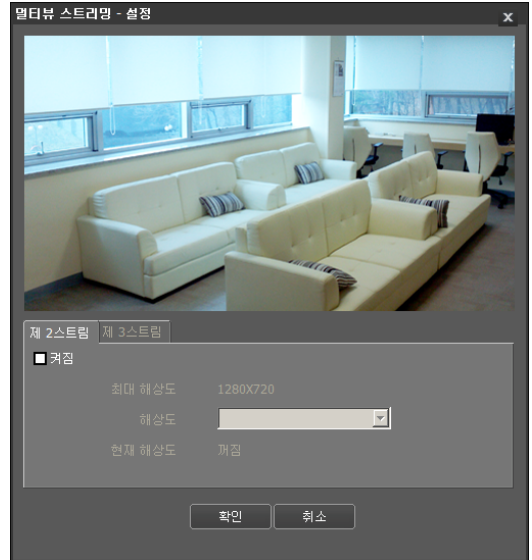 멀티뷰 스트리밍 - 설정 x
제 2스트림 제 3스트림
켜짐
최대 해상도 1280X720
해상도
현재 해상도 꺼짐
확인 취소